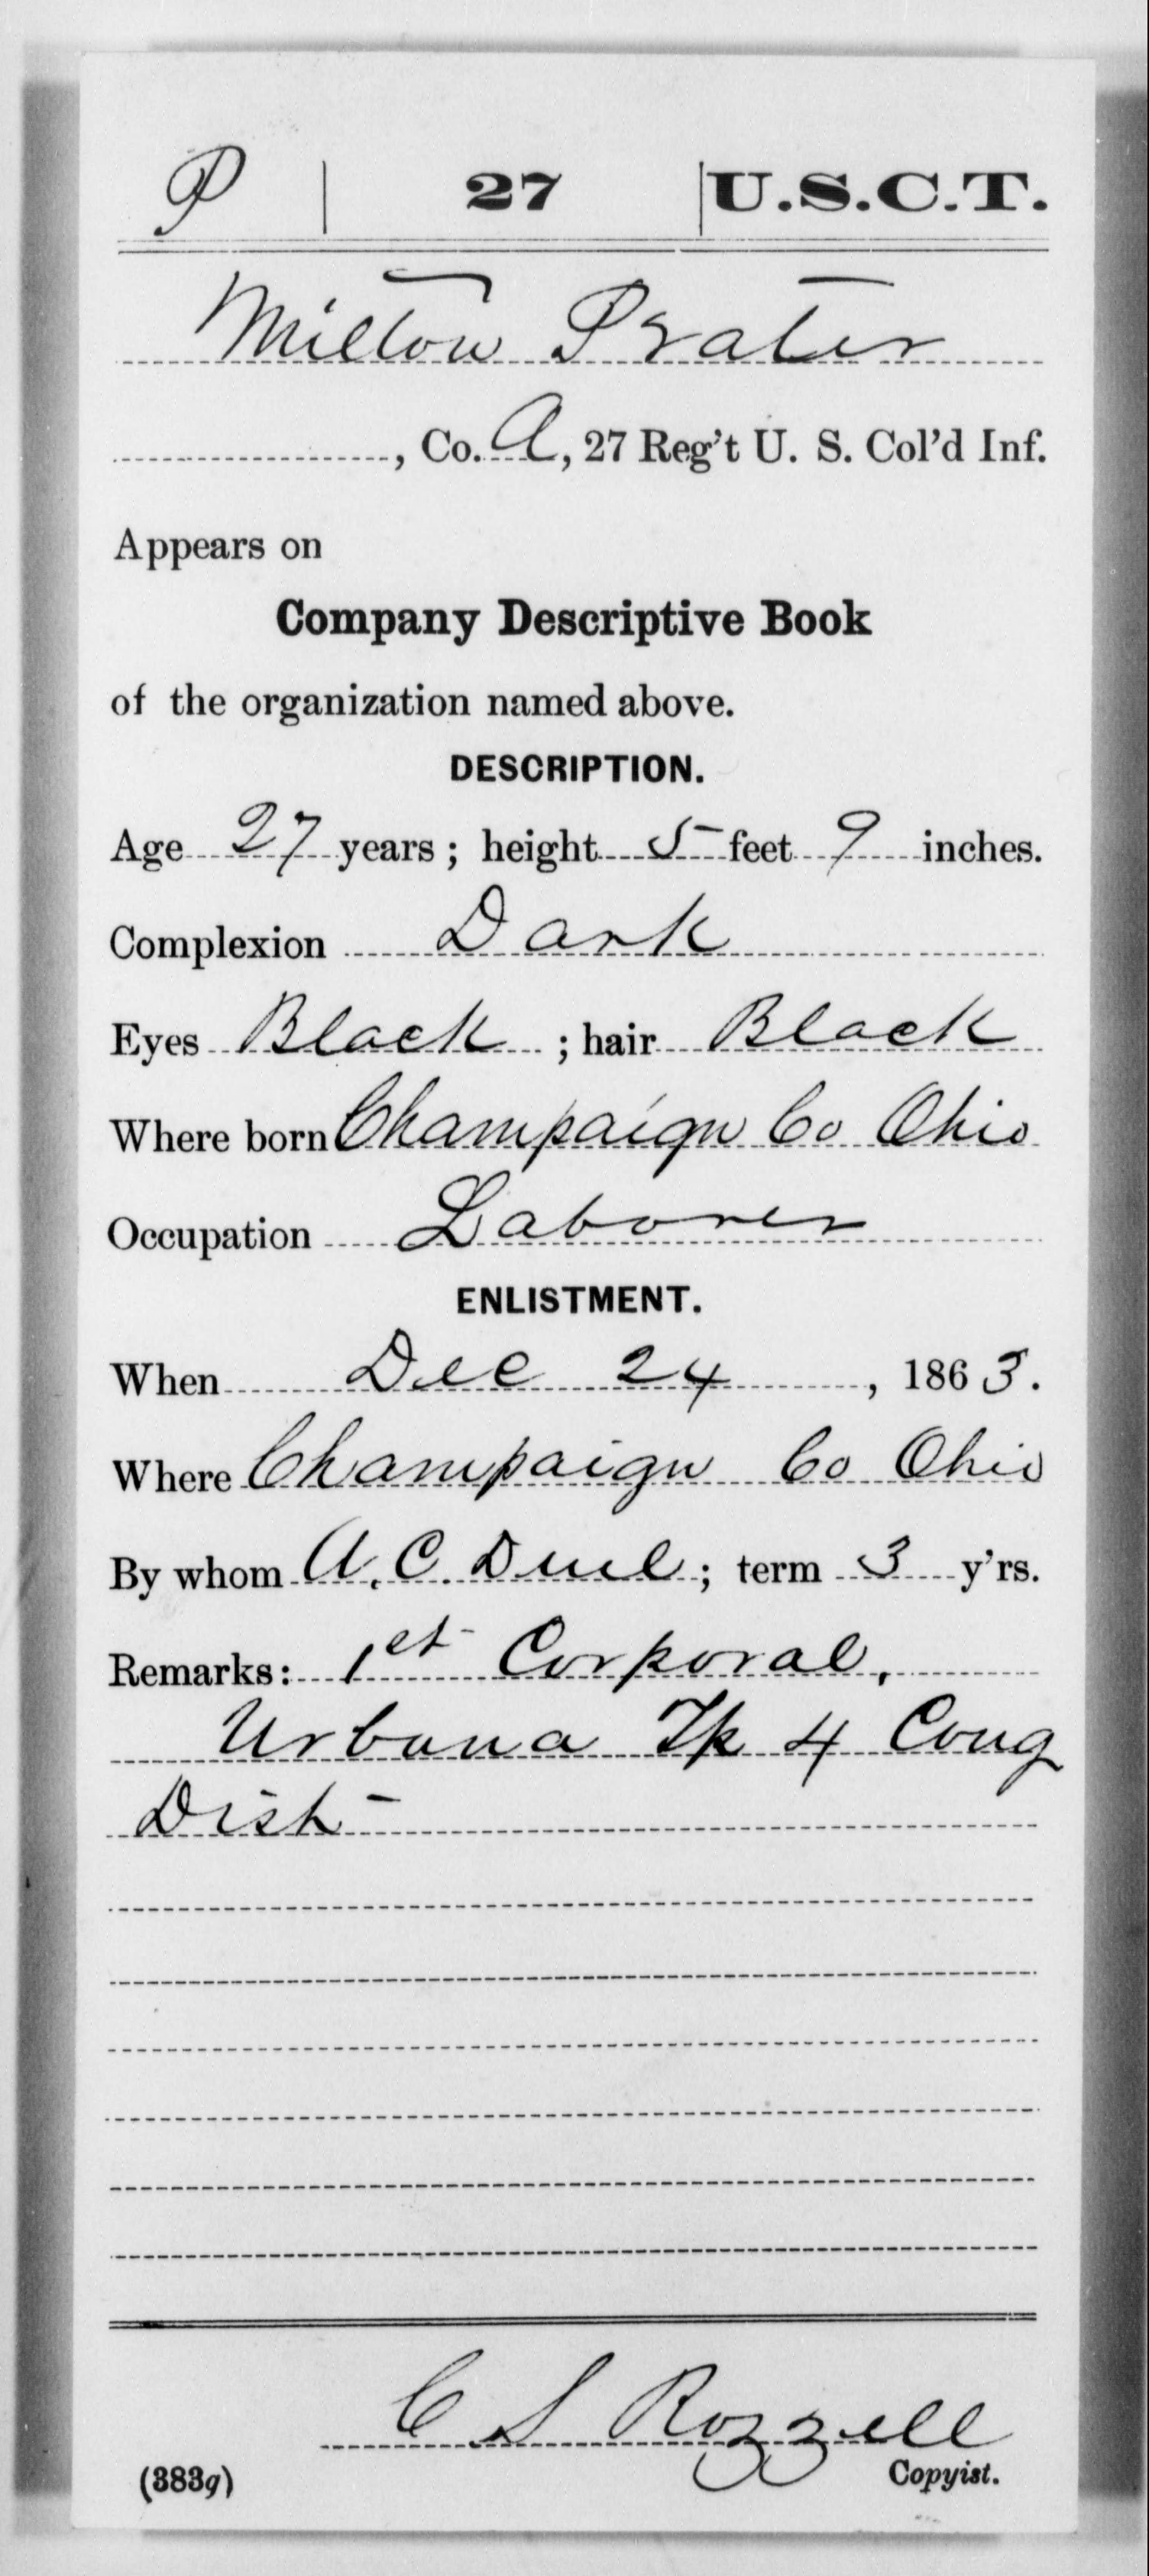 P 27 U.S.C.T.
Milton Prater
, Co. A, 27 Reg't U. S. Col'd Inf.
Appears on
Company Descriptive Book
of the organization named above.
DESCRIPTION.
Age 27 years; height 5 feet 9 inches.
Complexion Dark
Eyes Black; hair Black
Where born Champaign Co Ohio
Occupation Laborer
ENLISTMENT.
When Dec 24, 1863.
Where Champaign Co Ohio
By whom A. C. Duel; term 3 y'rs.
Remarks: 1st Corporal,
Urbana Tp 4 Cong
Dist
C S Rozzell
(383g) Copyist.